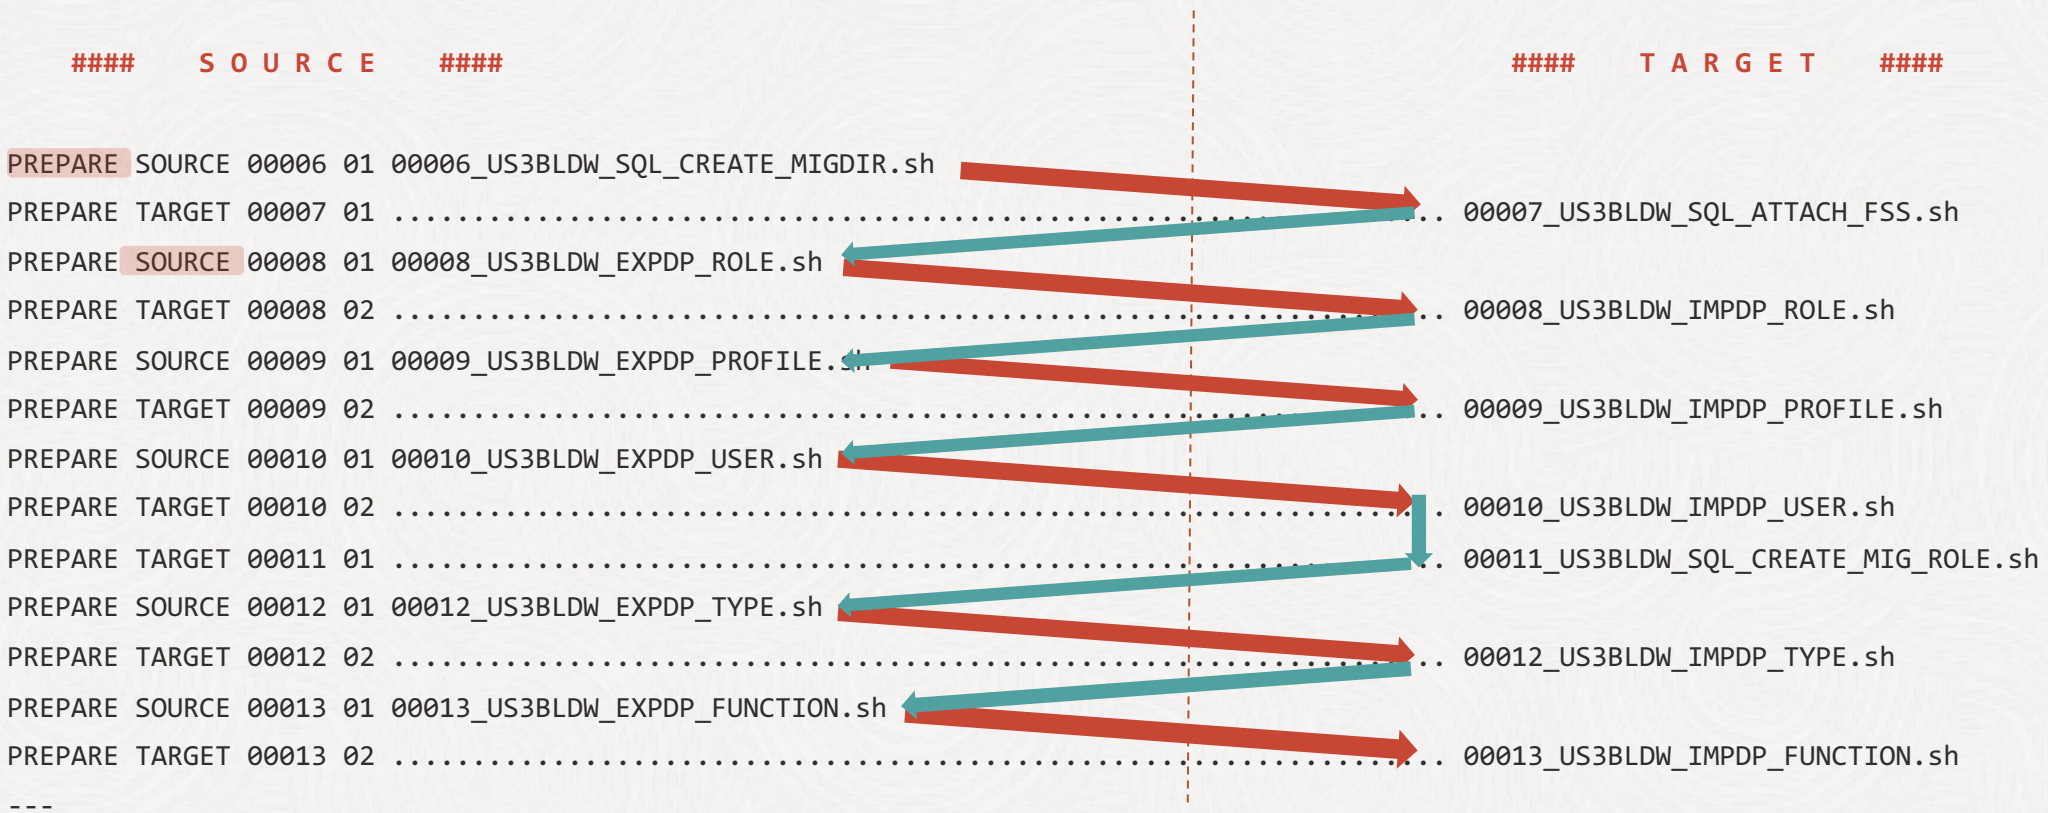 #### S O U R C E #### #### T A R G E T ####
PREPARE SOURCE 00006 01 00006_US3BLDW_SQL_CREATE_MIGDIR.sh
PREPARE TARGET 00007 01 .................................................................. 00007_US3BLDW_SQL_ATTACH_FSS.sh
PREPARE SOURCE 00008 01 00008_US3BLDW_EXPDP_ROLE.sh
PREPARE TARGET 00008 02 .................................................................. 00008_US3BLDW_IMPDP_ROLE.sh
PREPARE SOURCE 00009 01 00009_US3BLDW_EXPDP_PROFILE.sh
PREPARE TARGET 00009 02 .................................................................. 00009_US3BLDW_IMPDP_PROFILE.sh
PREPARE SOURCE 00010 01 00010_US3BLDW_EXPDP_USER.sh
PREPARE TARGET 00010 02 .................................................................. 00010_US3BLDW_IMPDP_USER.sh
PREPARE TARGET 00011 01 .................................................................. 00011_US3BLDW_SQL_CREATE_MIG_ROLE.sh
PREPARE SOURCE 00012 01 00012_US3BLDW_EXPDP_TYPE.sh
PREPARE TARGET 00012 02 .................................................................. 00012_US3BLDW_IMPDP_TYPE.sh
PREPARE SOURCE 00013 01 00013_US3BLDW_EXPDP_FUNCTION.sh
PREPARE TARGET 00013 02 .................................................................. 00013_US3BLDW_IMPDP_FUNCTION.sh
---